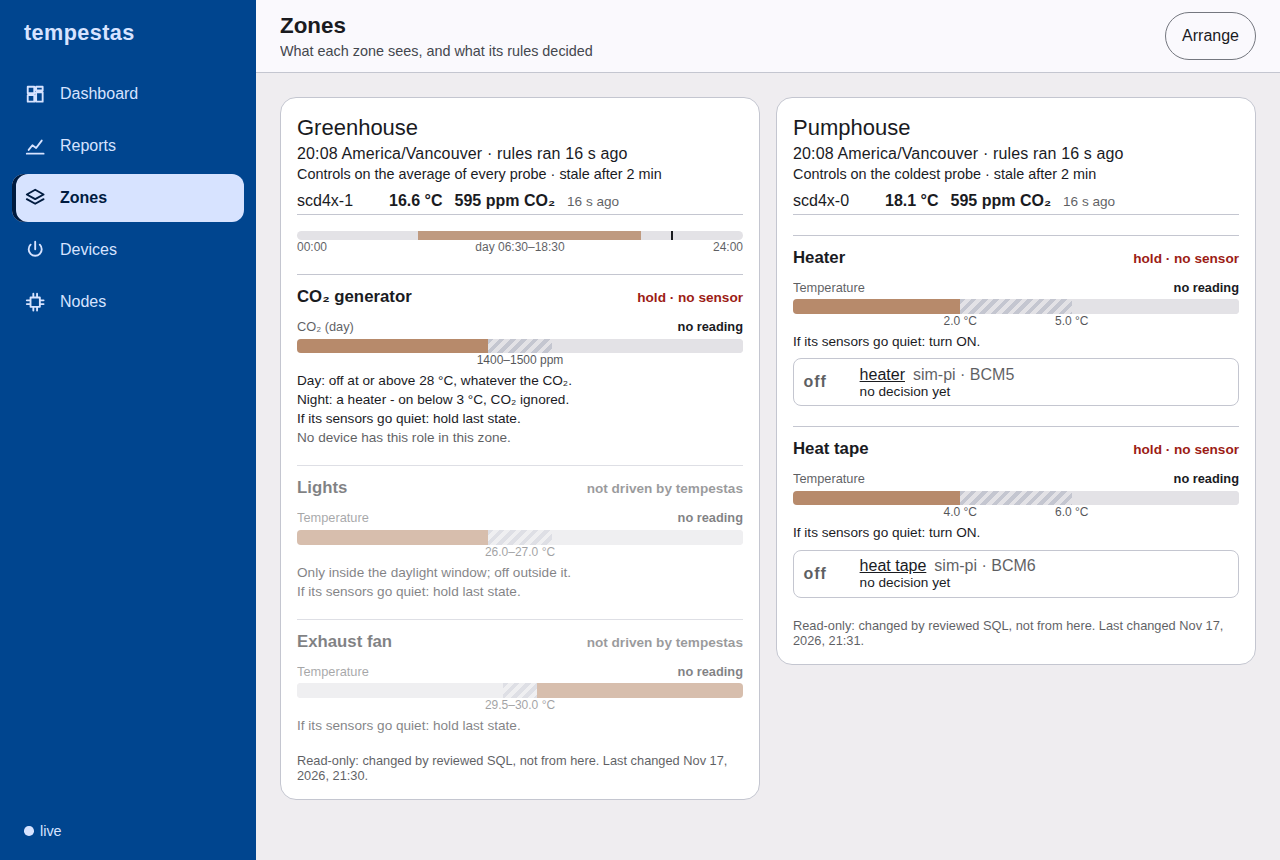 tempestas
Dashboard
Reports
Zones
Devices
Nodes
live
Zones
What each zone sees, and what its rules decided
Arrange
Greenhouse
20:08 America/Vancouver · rules ran 16 s ago
Controls on the average of every probe · stale after 2 min
scd4x-1 16.6 °C 595 ppm CO₂ 16 s ago
00:00 day 06:30–18:30 24:00
CO₂ generator hold · no sensor
CO₂ (day) no reading
1400–1500 ppm
Day: off at or above 28 °C, whatever the CO₂.
Night: a heater - on below 3 °C, CO₂ ignored.
If its sensors go quiet: hold last state.
No device has this role in this zone.
Lights not driven by tempestas
Temperature no reading
26.0–27.0 °C
Only inside the daylight window; off outside it.
If its sensors go quiet: hold last state.
Exhaust fan not driven by tempestas
Temperature no reading
29.5–30.0 °C
If its sensors go quiet: hold last state.
Read-only: changed by reviewed SQL, not from here. Last changed Nov 17,
2026, 21:30.
Pumphouse
20:08 America/Vancouver · rules ran 16 s ago
Controls on the coldest probe · stale after 2 min
scd4x-0 18.1 °C 595 ppm CO₂ 16 s ago
Heater hold · no sensor
Temperature no reading
2.0 °C 5.0 °C
If its sensors go quiet: turn ON.
off heater sim-pi · BCM5
no decision yet
Heat tape hold · no sensor
Temperature no reading
4.0 °C 6.0 °C
If its sensors go quiet: turn ON.
off heat tape sim-pi · BCM6
no decision yet
Read-only: changed by reviewed SQL, not from here. Last changed Nov 17,
2026, 21:31.